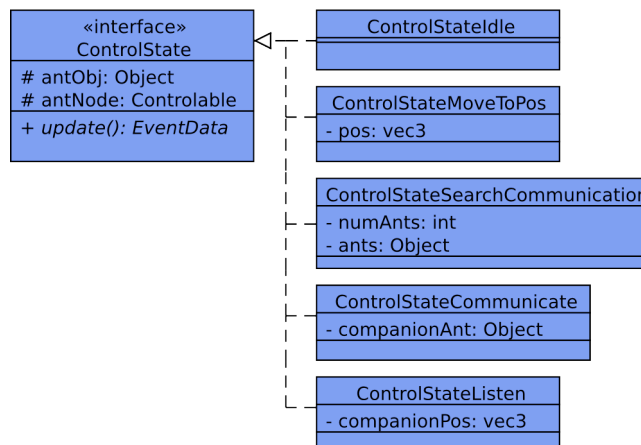 «interface»
ControlState
# antObj: Object
# antNode: Controlable
+ update(): EventData
ControlStateIdle
ControlStateMoveToPos
- pos: vec3
ControlStateSearchCommunication
- numAnts: int
- ants: Object
ControlStateCommunicate
- companionAnt: Object
ControlStateListen
- companionPos: vec3